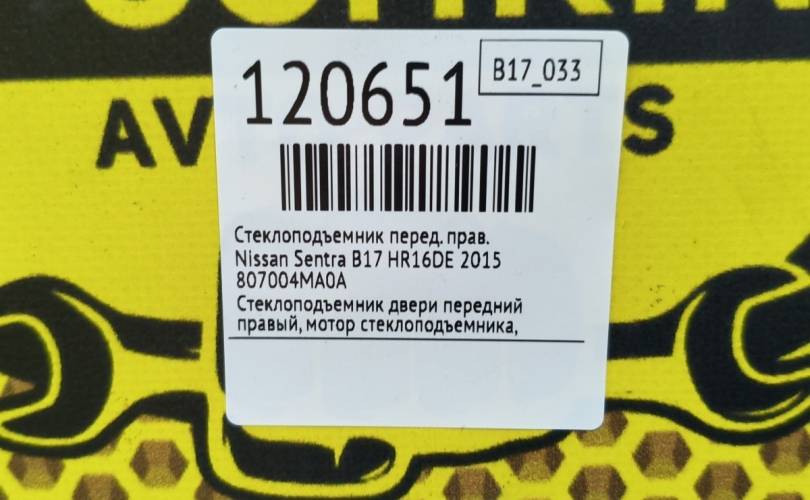 120651
B17_033
Стеклоподъемник перед. прав.
Nissan Sentra B17 HR16DE 2015
807004MA0A
Стеклоподъемник двери передний
правый, мотор стеклоподъемника,